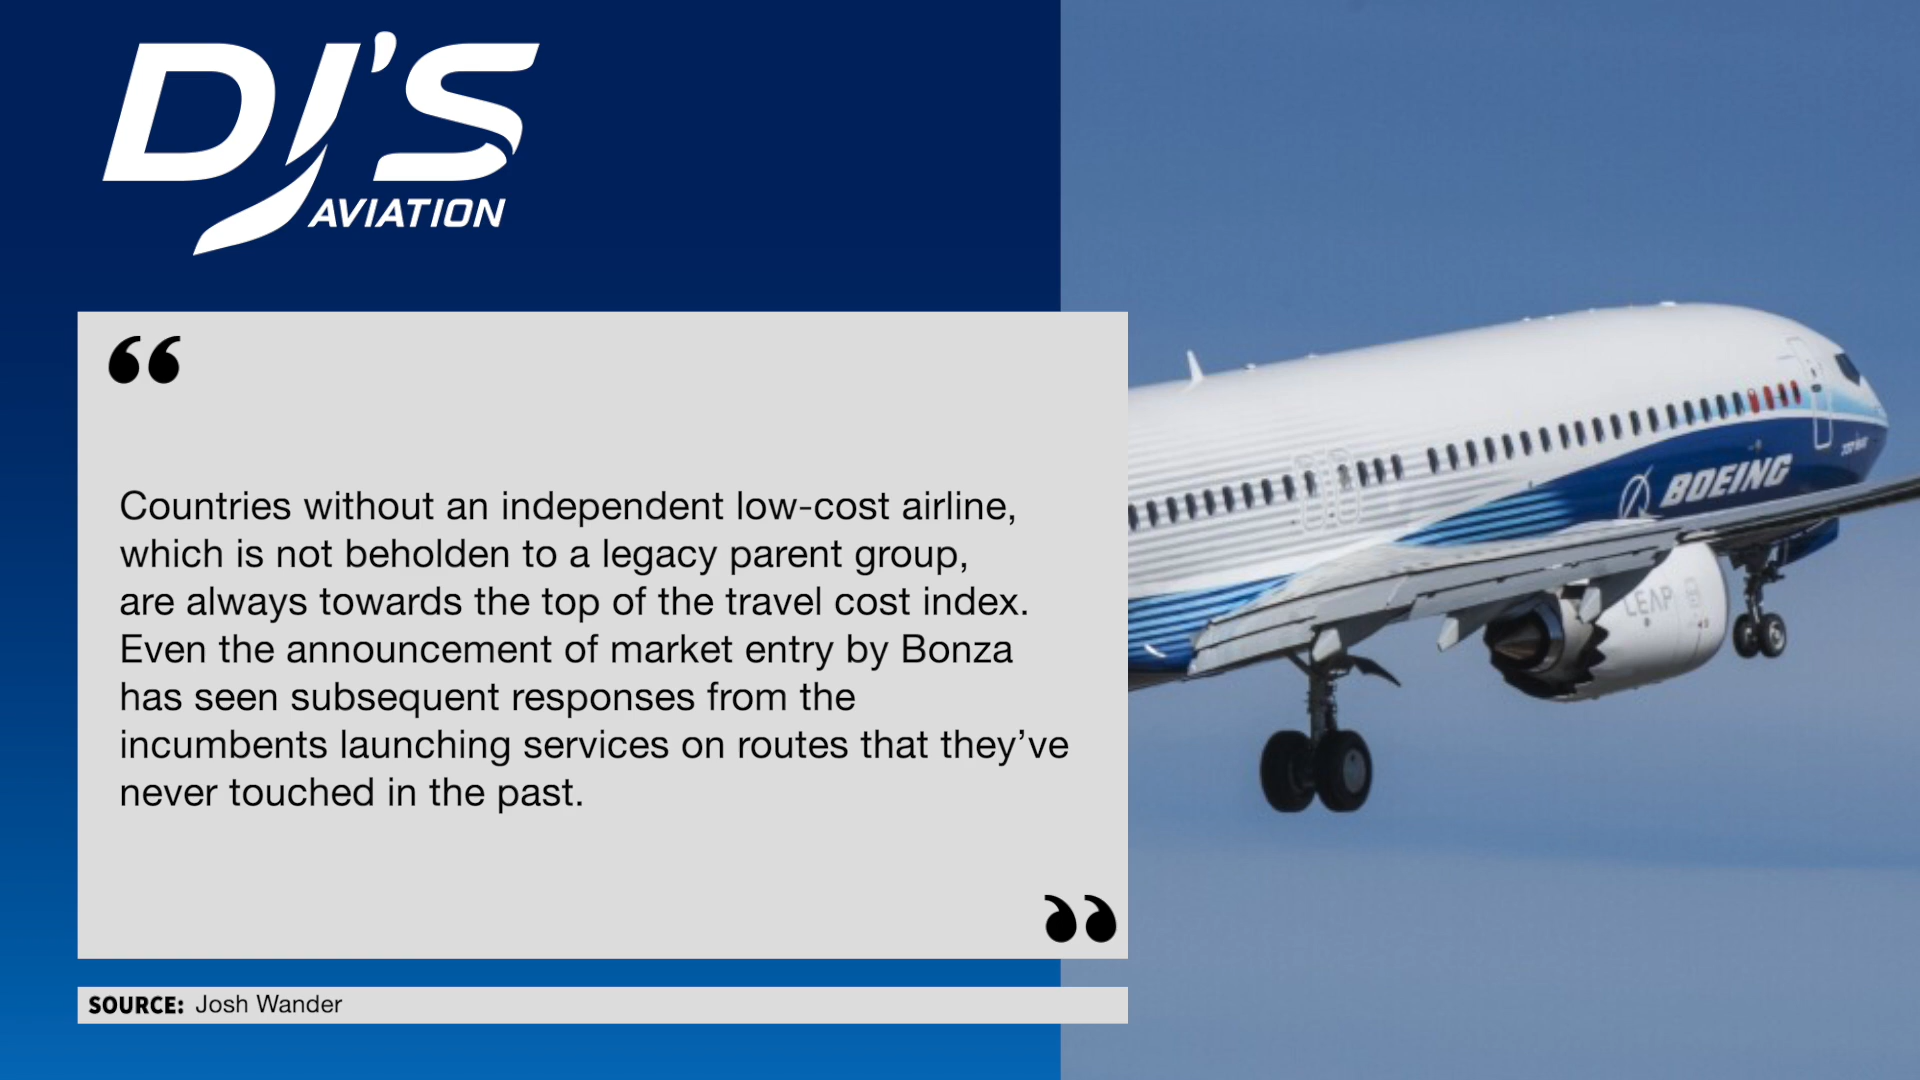 DJ'S
AVIATION
“
Countries without an independent low-cost airline,
which is not beholden to a legacy parent group,
are always towards the top of the travel cost index.
Even the announcement of market entry by Bonza
has seen subsequent responses from the
incumbents launching services on routes that they’ve
never touched in the past.
”
SOURCE: Josh Wander
BOEING
LEAP